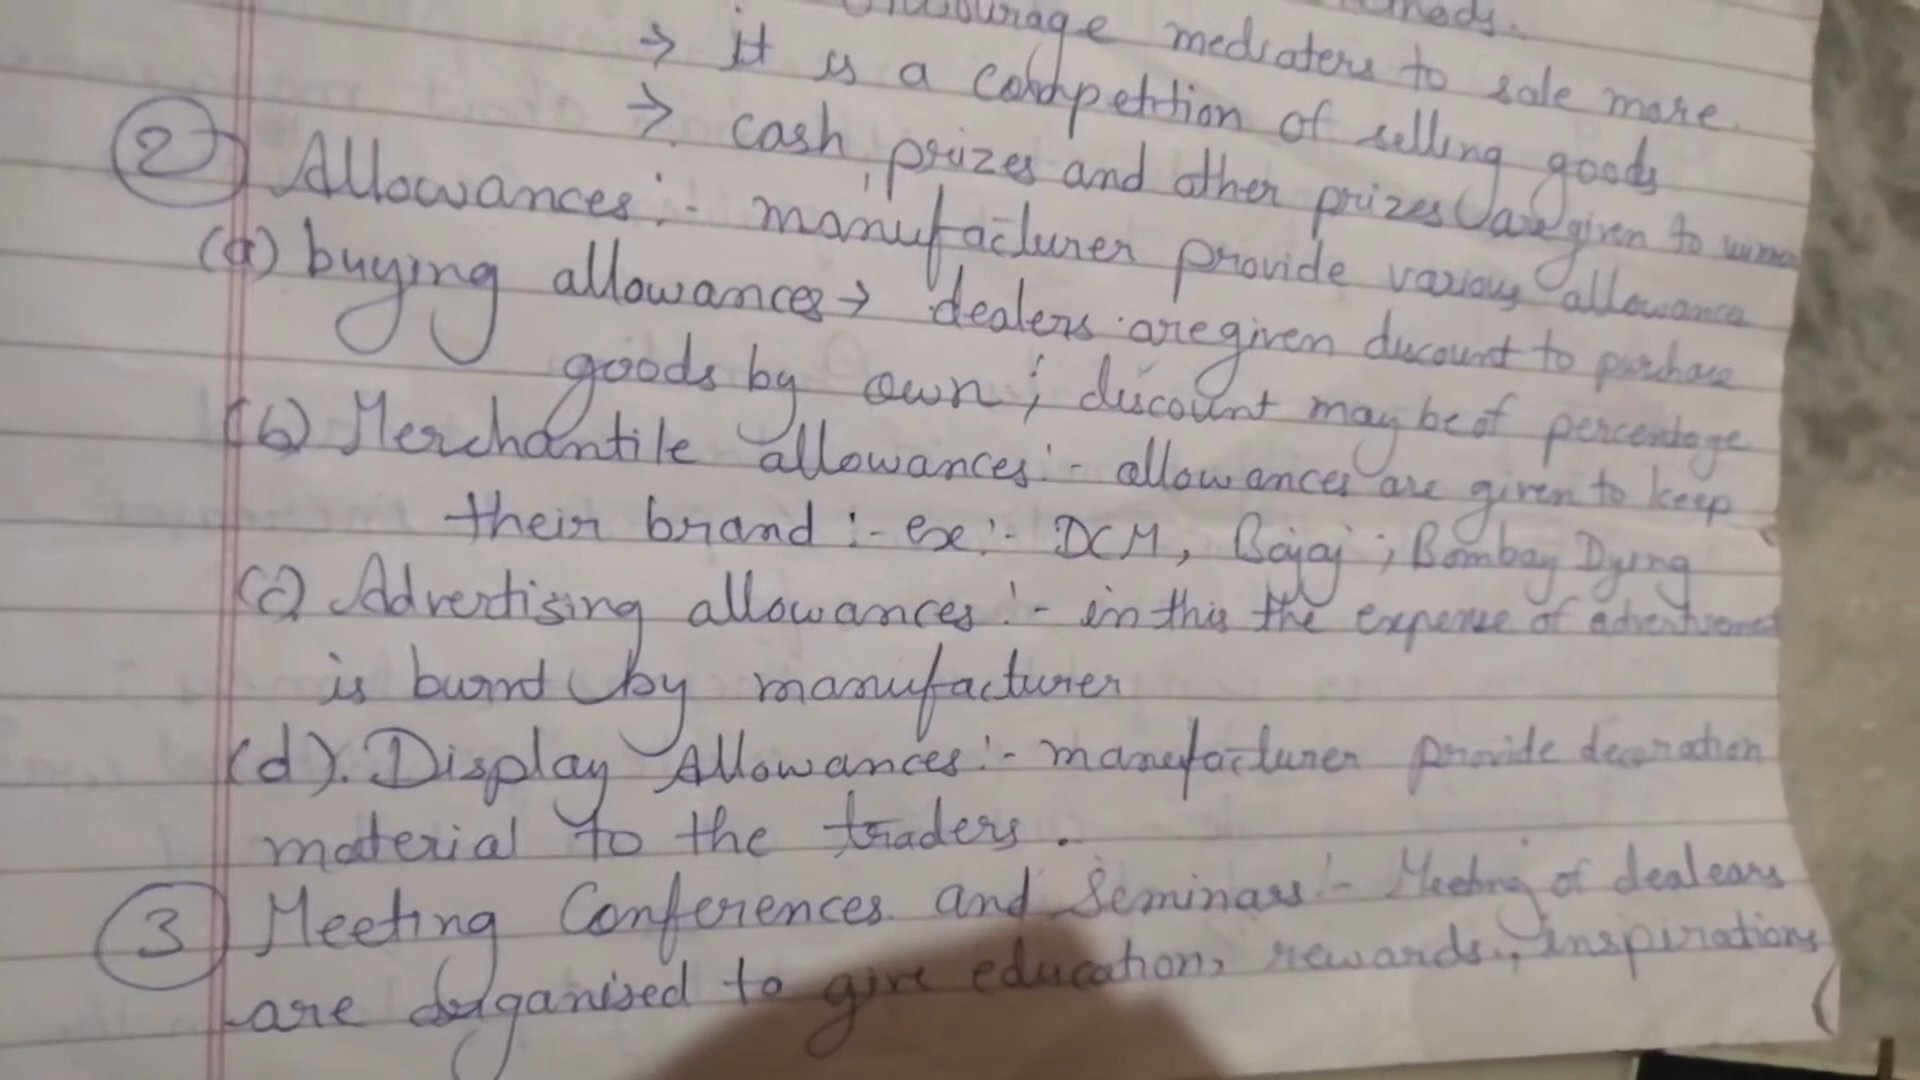 mediaters to sale more.
→ it is a competition of selling goods
→ cash prizes and other prizes are given to
② Allowances :- manufacturer provide various allowance
(a) buying allowances → dealers are given discount to purchase
goods by own ; discount may be of percentage
(b) Merchantile allowances :- allowances are given to keep
their brand :- ex :- DCM, Bajaj ; Bombay Dying
(c) Advertising allowances :- in this the expense of advertisement
is burnt by manufacturer
(d). Display Allowances :- manufacturer provide decoration
material to the traders.
③ Meeting Conferences and Seminars :- Meeting of dealears
are organised to give education, rewards, inspirations